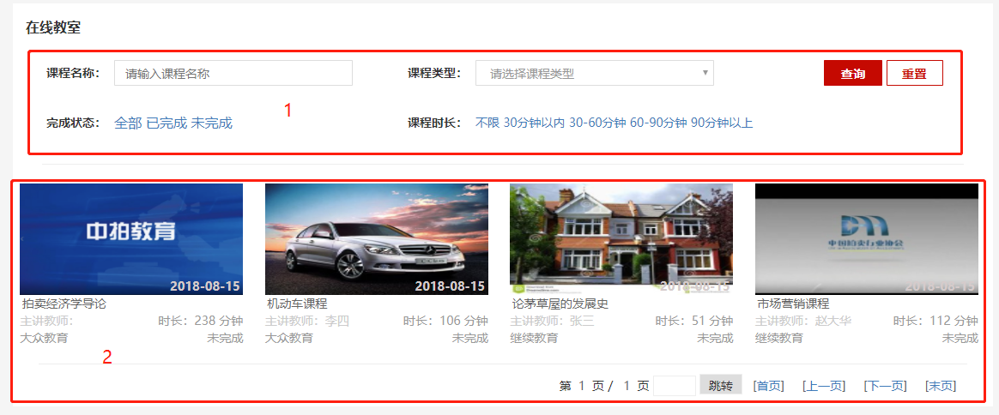 在线教室
课程名称： 请输入课程名称 课程类型： 请选择课程类型 查询 重置
完成状态： 全部 已完成 未完成 1 课程时长： 不限 30分钟以内 30-60分钟 60-90分钟 90分钟以上
中拍教育
中国拍卖行业协会
2018-08-15 2018-08-15 2018-08-15 2018-08-15
拍卖经济学导论 机动车课程 论茅草屋的发展史 市场营销课程
主讲教师： 时长：238 分钟 主讲教师：李四 时长：106 分钟 主讲教师：张三 时长：51 分钟 主讲教师：赵大华 时长：112 分钟
大众教育 未完成 大众教育 未完成 继续教育 未完成 继续教育 未完成
2
第 1 页 / 1 页 跳转 [首页] [上一页] [下一页] [末页]